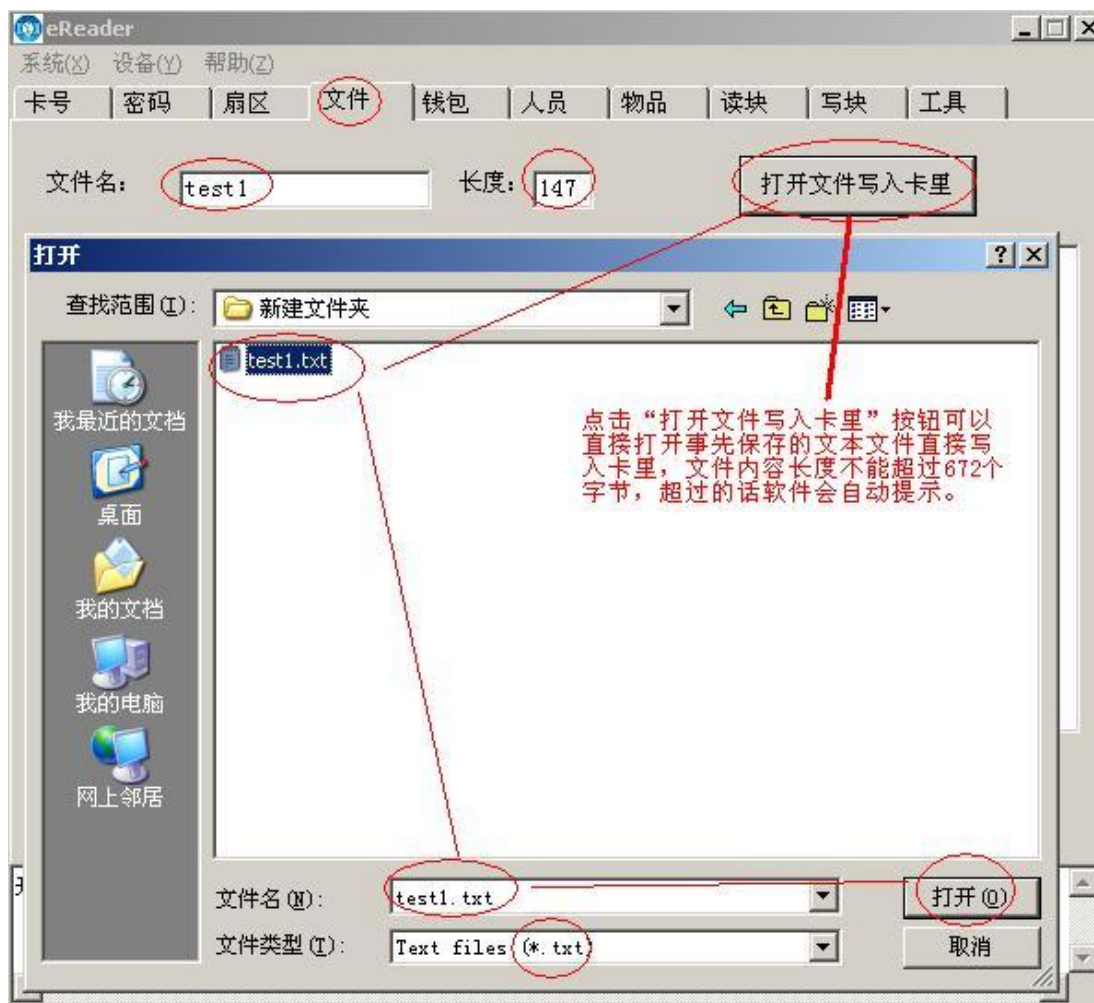 eReader
系统(X) 设备(Y) 帮助(Z)
卡号 密码 扇区 文件 钱包 人员 物品 读块 写块 工具
文件名: test1 长度: 147 打开文件写入卡里
打开
查找范围(I): 新建文件夹
test1.txt
我最近的文档
桌面
我的文档
我的电脑
网上邻居
点击“打开文件写入卡里”按钮可以
直接打开事先保存的文本文件直接写
入卡里，文件内容长度不能超过672个
字节，超过的话软件会自动提示。
文件名(N): test1.txt 打开(O)
文件类型(T): Text files (*.txt) 取消